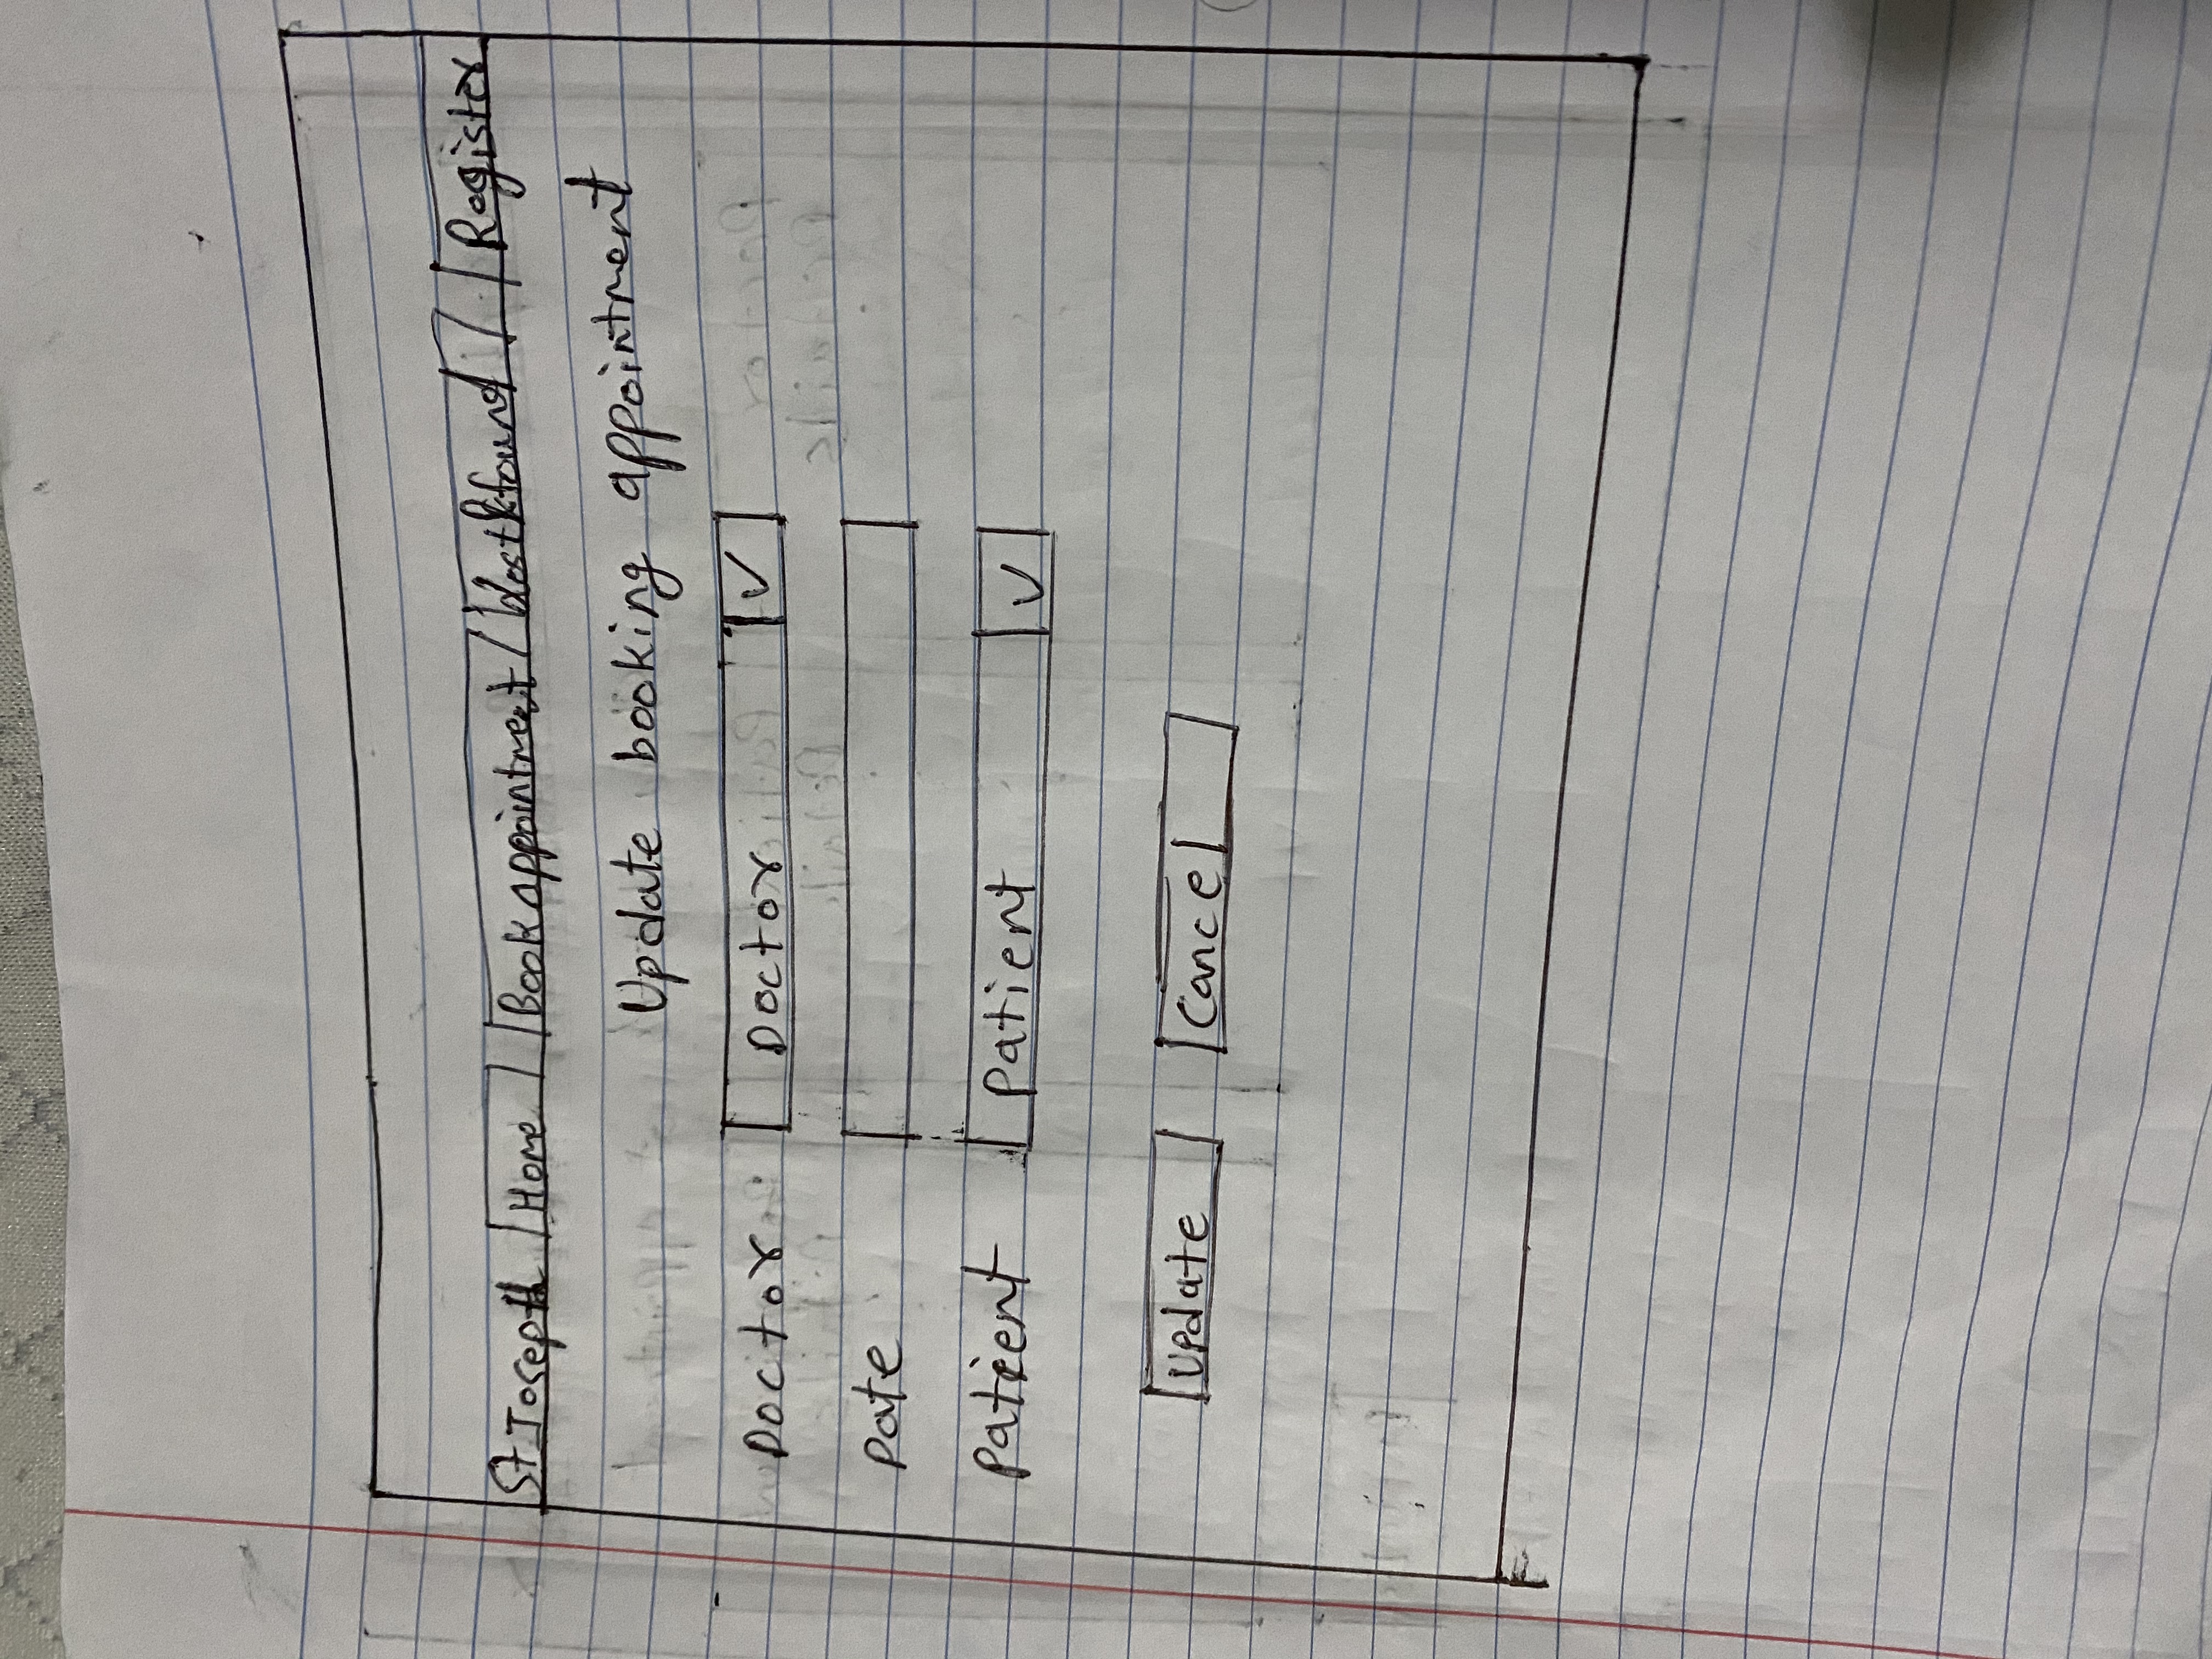 St Joseph Home Book appointment lost & found Register
Update booking appointment
Doctor Doctor
Date
Patient Patient
Update Cancel